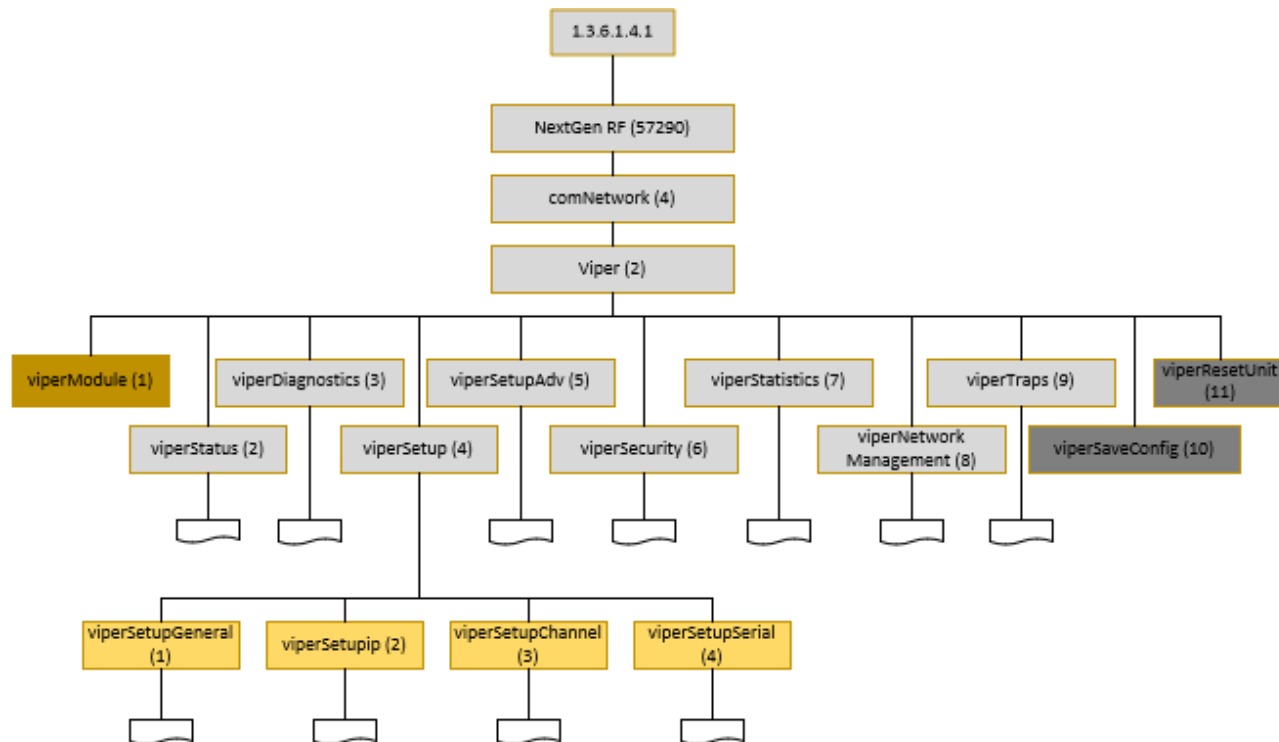 1.3.6.1.4.1
NextGen RF (57290)
comNetwork (4)
Viper (2)
viperModule (1)
viperDiagnostics (3)
viperSetupAdv (5)
viperStatistics (7)
viperTraps (9)
viperResetUnit
(11)
viperStatus (2)
viperSetup (4)
viperSecurity (6)
viperNetwork
Management (8)
viperSaveConfig (10)
viperSetupGeneral
(1)
viperSetupip (2)
viperSetupChannel
(3)
viperSetupSerial
(4)